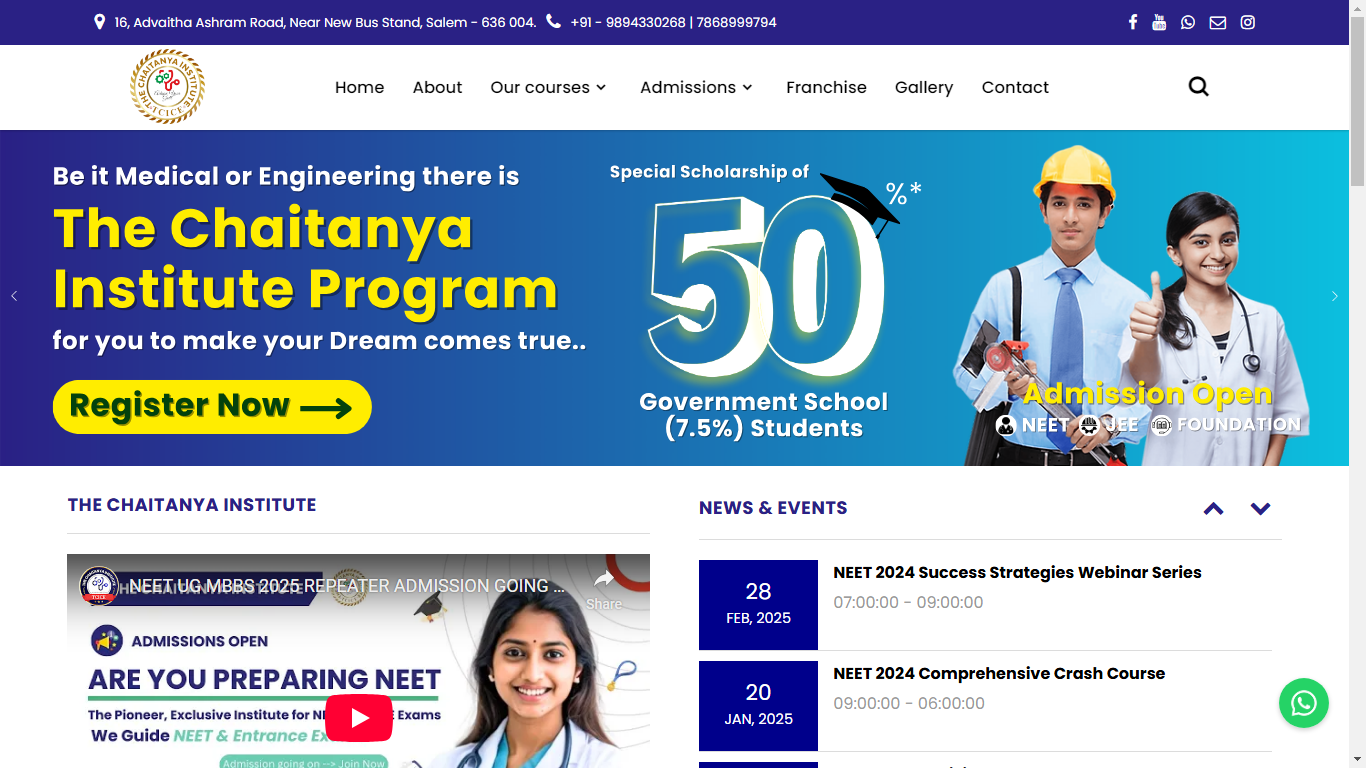 16, Advaitha Ashram Road, Near New Bus Stand, Salem - 636 004. +91 - 9894330268 | 7868999794
THE CHAITANYA INSTITUTE
TCICE
Home About Our courses Admissions Franchise Gallery Contact
Be it Medical or Engineering there is
The Chaitanya
Institute Program
for you to make your Dream comes true..
Register Now
Special Scholarship of
50%*
Government School
(7.5%) Students
Admission Open
NEET JEE FOUNDATION
THE CHAITANYA INSTITUTE
NEET UG MBBS 2025 REPEATER ADMISSION GOING ...
Share
ADMISSIONS OPEN
ARE YOU PREPARING NEET
The Pioneer, Exclusive Institute for Exams
We Guide NEET & Entrance
Admission going on --> Join Now
NEWS & EVENTS
28
FEB, 2025
NEET 2024 Success Strategies Webinar Series
07:00:00 - 09:00:00
20
JAN, 2025
NEET 2024 Comprehensive Crash Course
09:00:00 - 06:00:00